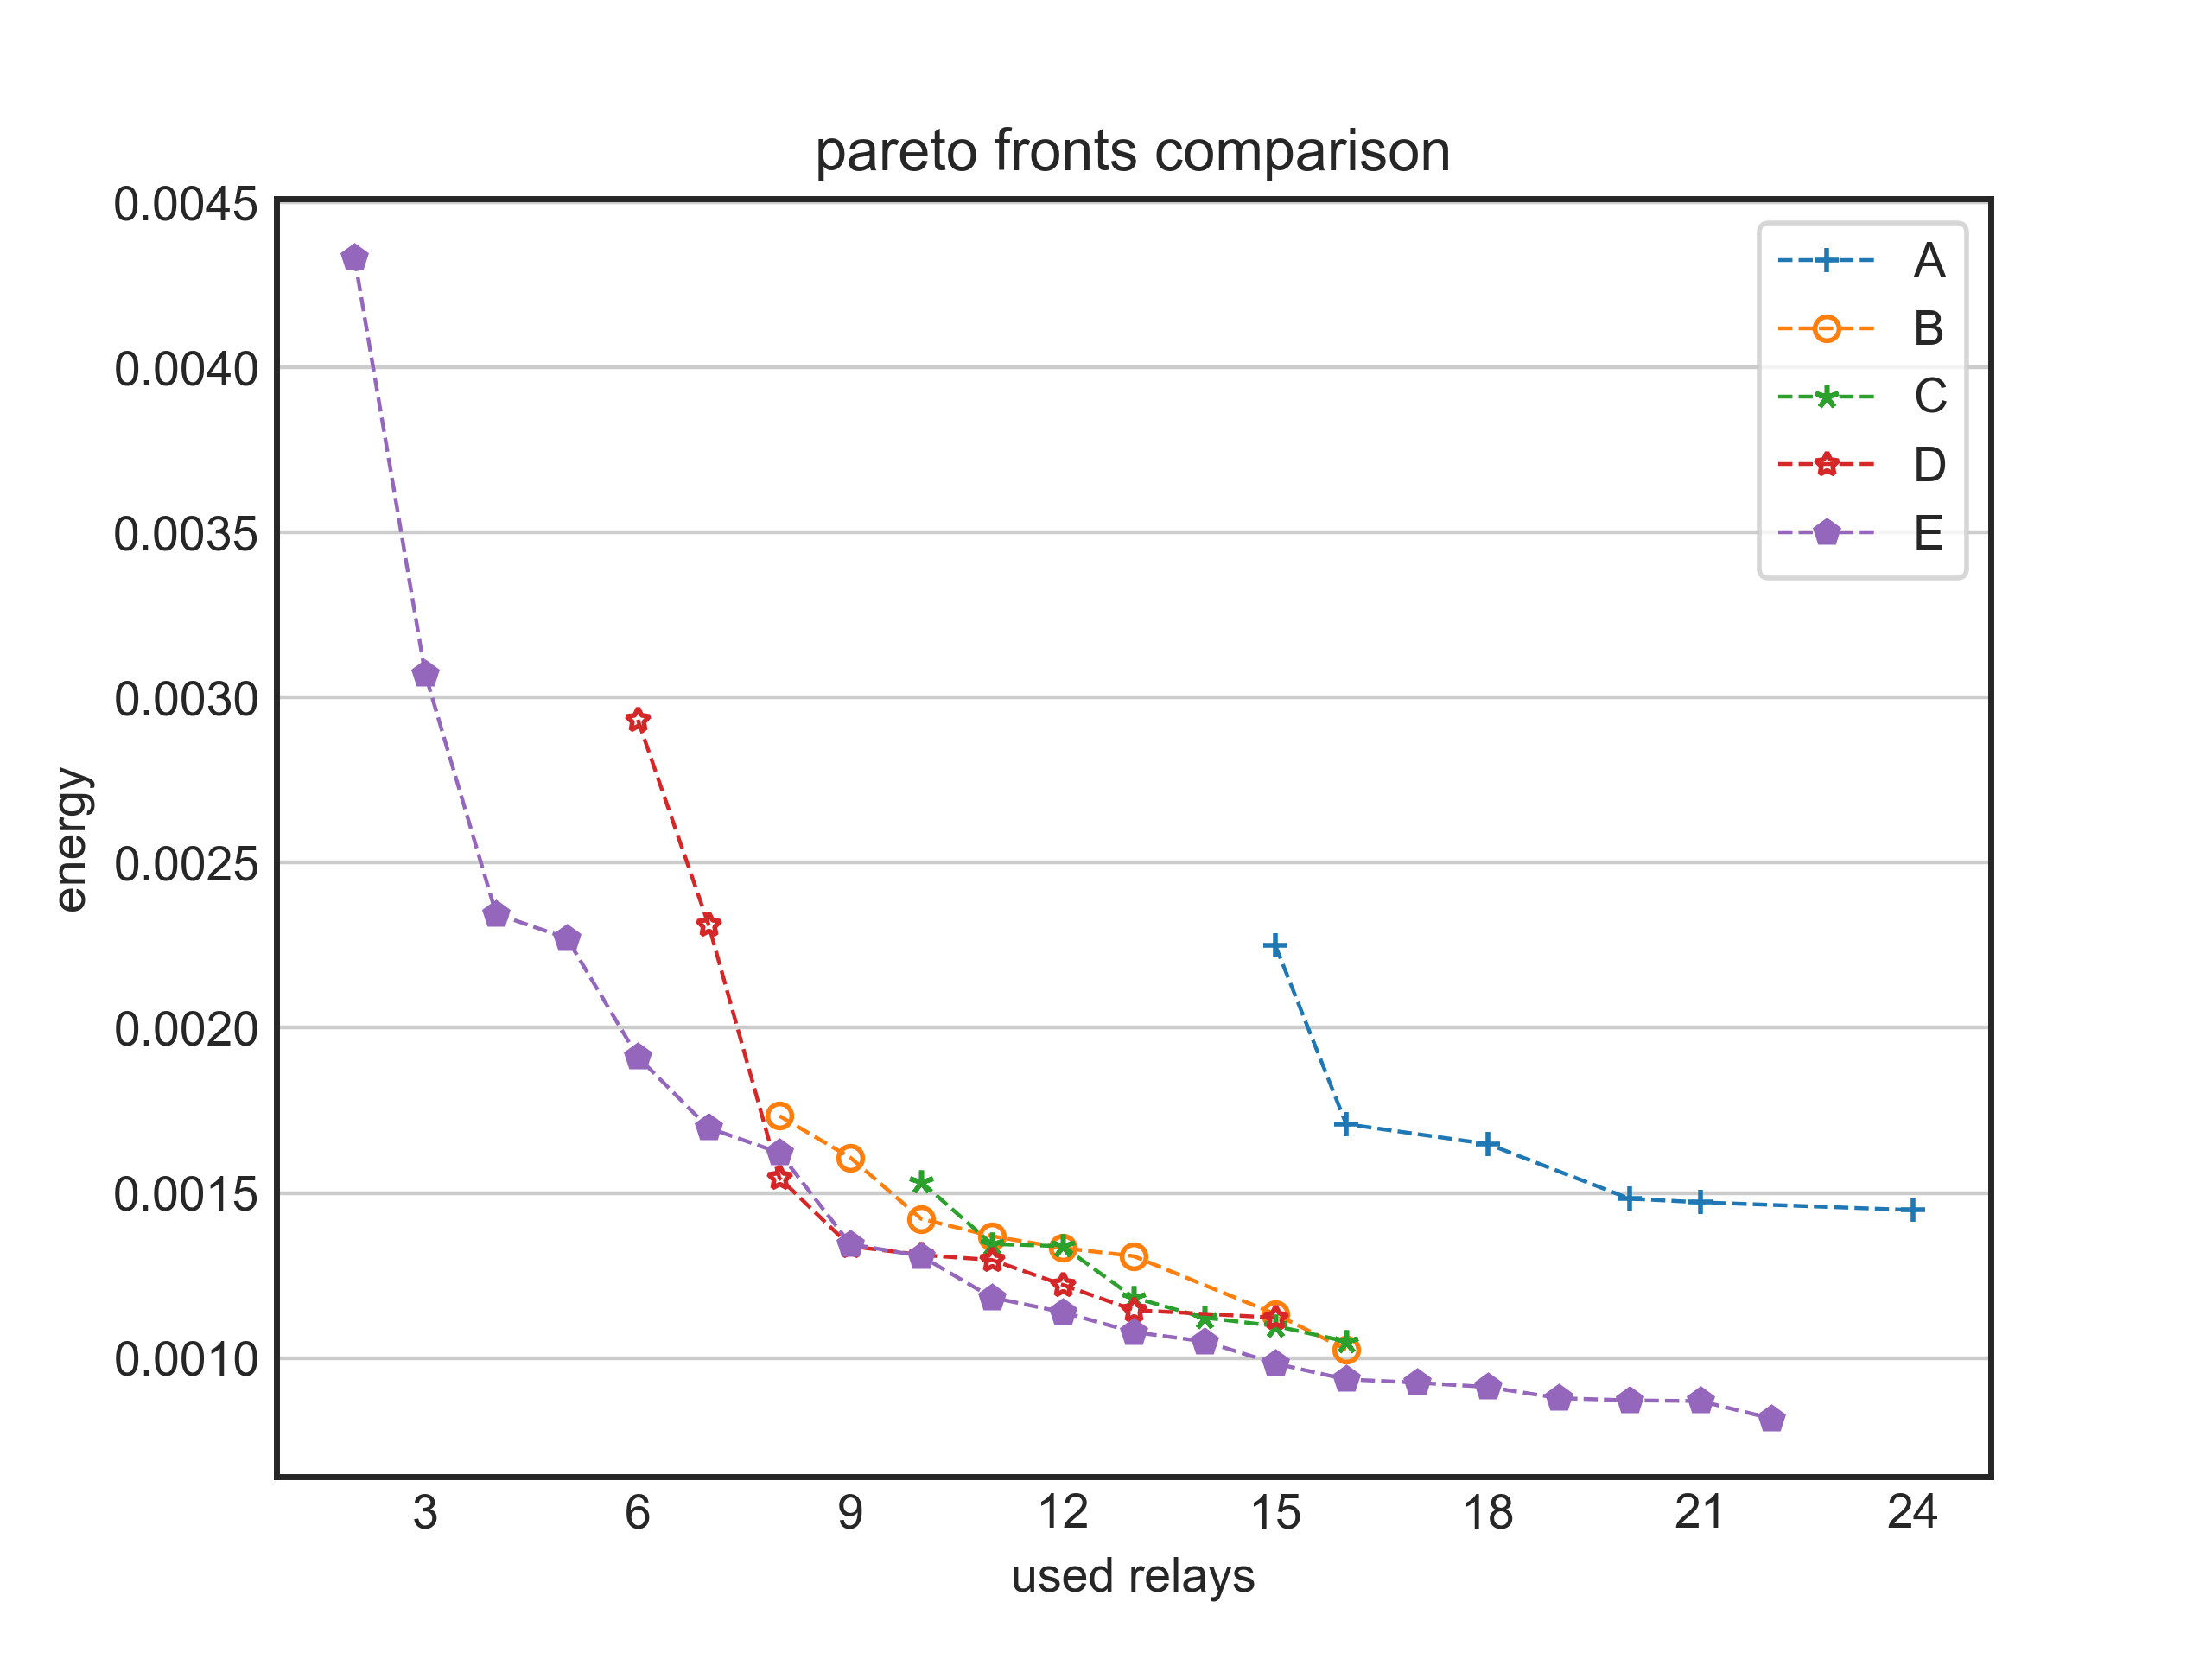 pareto fronts comparison
0.0045
0.0040
0.0035
0.0030
0.0025
0.0020
0.0015
0.0010
energy
A
B
C
D
E
3 6 9 12 15 18 21 24
used relays